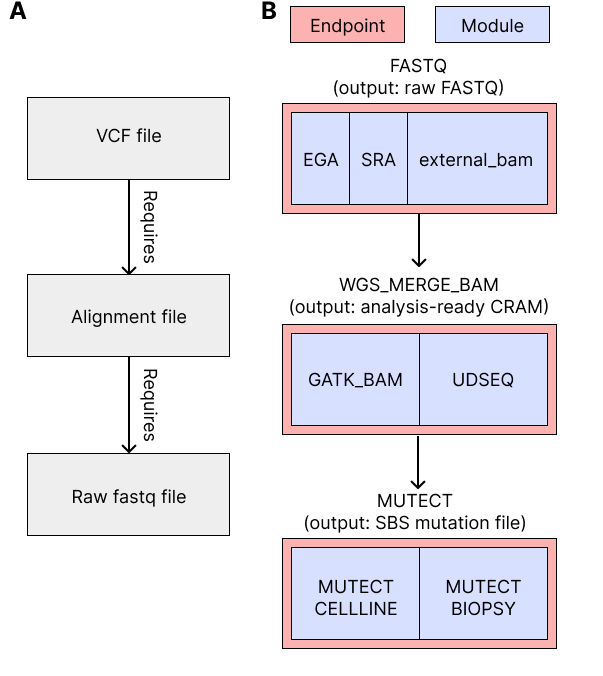 A
VCF file
Requires
Alignment file
Requires
Raw fastq file
B
Endpoint
Module
FASTQ
(output: raw FASTQ)
EGA
SRA
external_bam
WGS_MERGE_BAM
(output: analysis-ready CRAM)
GATK_BAM
UDSEQ
MUTECT
(output: SBS mutation file)
MUTECT
CELLLINE
MUTECT
BIOPSY